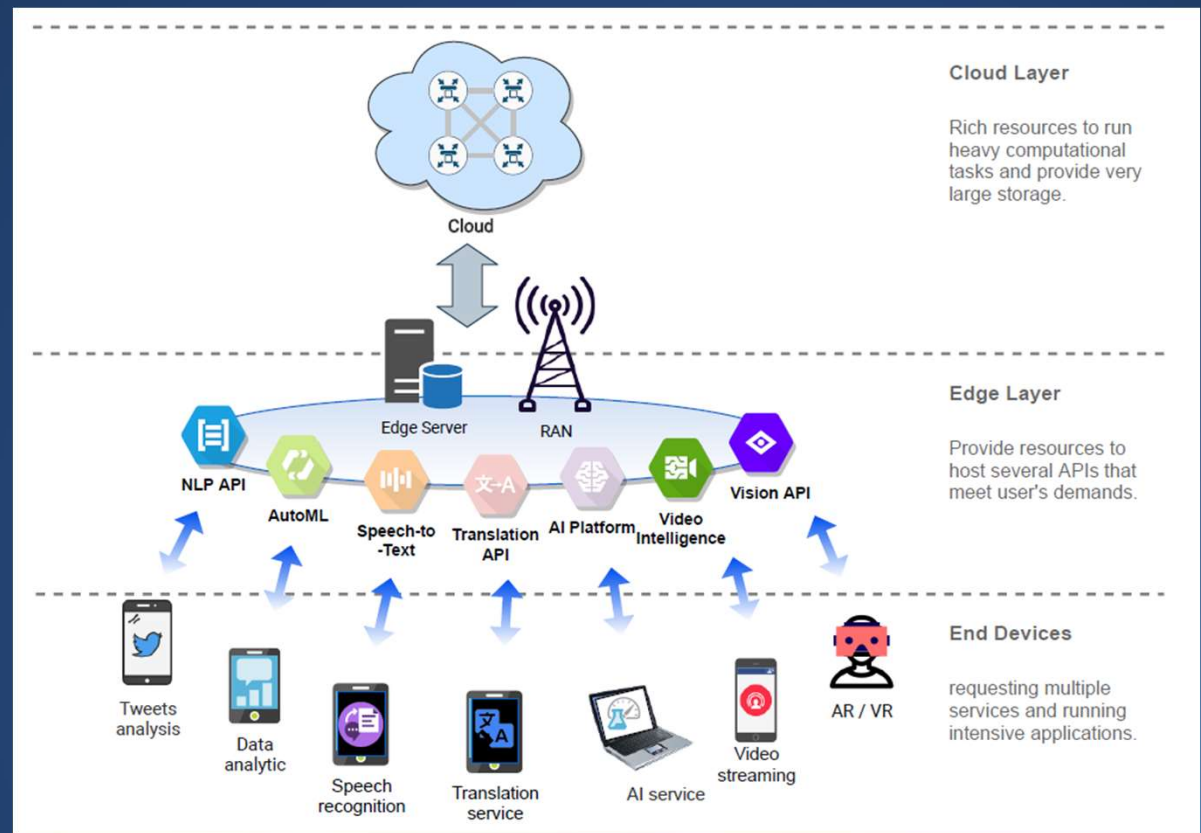 Cloud Layer
Rich resources to run
heavy computational
tasks and provide very
large storage.
Cloud
Edge Layer
Provide resources to
host several APIs that
meet user's demands.
Edge Server
RAN
NLP API
AutoML
Speech-to
-Text
Translation
API
AI Platform
Video
Intelligence
Vision API
文→A
End Devices
requesting multiple
services and running
intensive applications.
Tweets
analysis
Data
analytic
Speech
recognition
文
A
Translation
service
AI service
Video
streaming
AR / VR